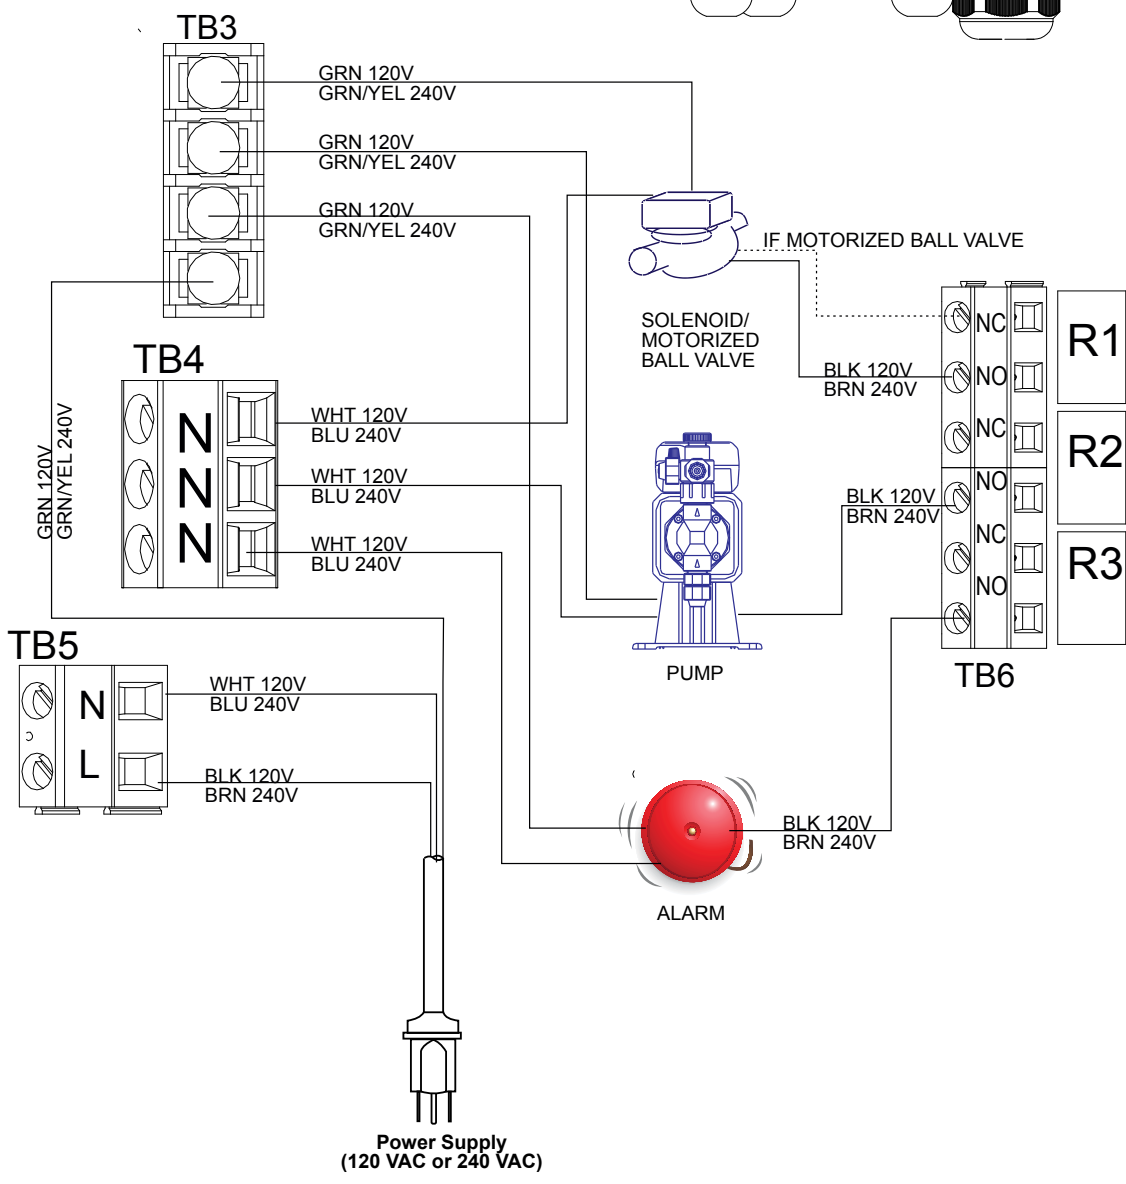 TB3
GRN 120V
GRN/YEL 240V
GRN 120V
GRN/YEL 240V
GRN 120V
GRN/YEL 240V
IF MOTORIZED BALL VALVE
SOLENOID/
MOTORIZED
BALL VALVE
NC
NO
NC
NO
NC
NO
R1
R2
R3
BLK 120V
BRN 240V
BLK 120V
BRN 240V
TB6
TB4
N
N
N
WHT 120V
BLU 240V
WHT 120V
BLU 240V
WHT 120V
BLU 240V
GRN 120V
GRN/YEL 240V
PUMP
TB5
N
L
WHT 120V
BLU 240V
BLK 120V
BRN 240V
BLK 120V
BRN 240V
ALARM
Power Supply
(120 VAC or 240 VAC)